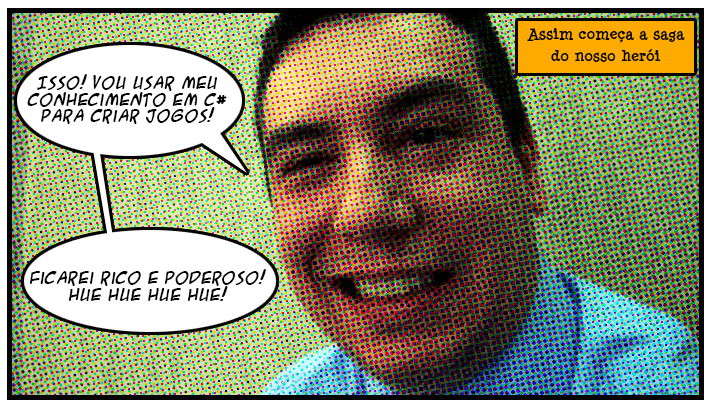 Assim começa a saga
do nosso herói
ISSO! VOU USAR MEU
CONHECIMENTO EM C#
PARA CRIAR JOGOS!
FICAREI RICO E PODEROSO!
HUE HUE HUE HUE!